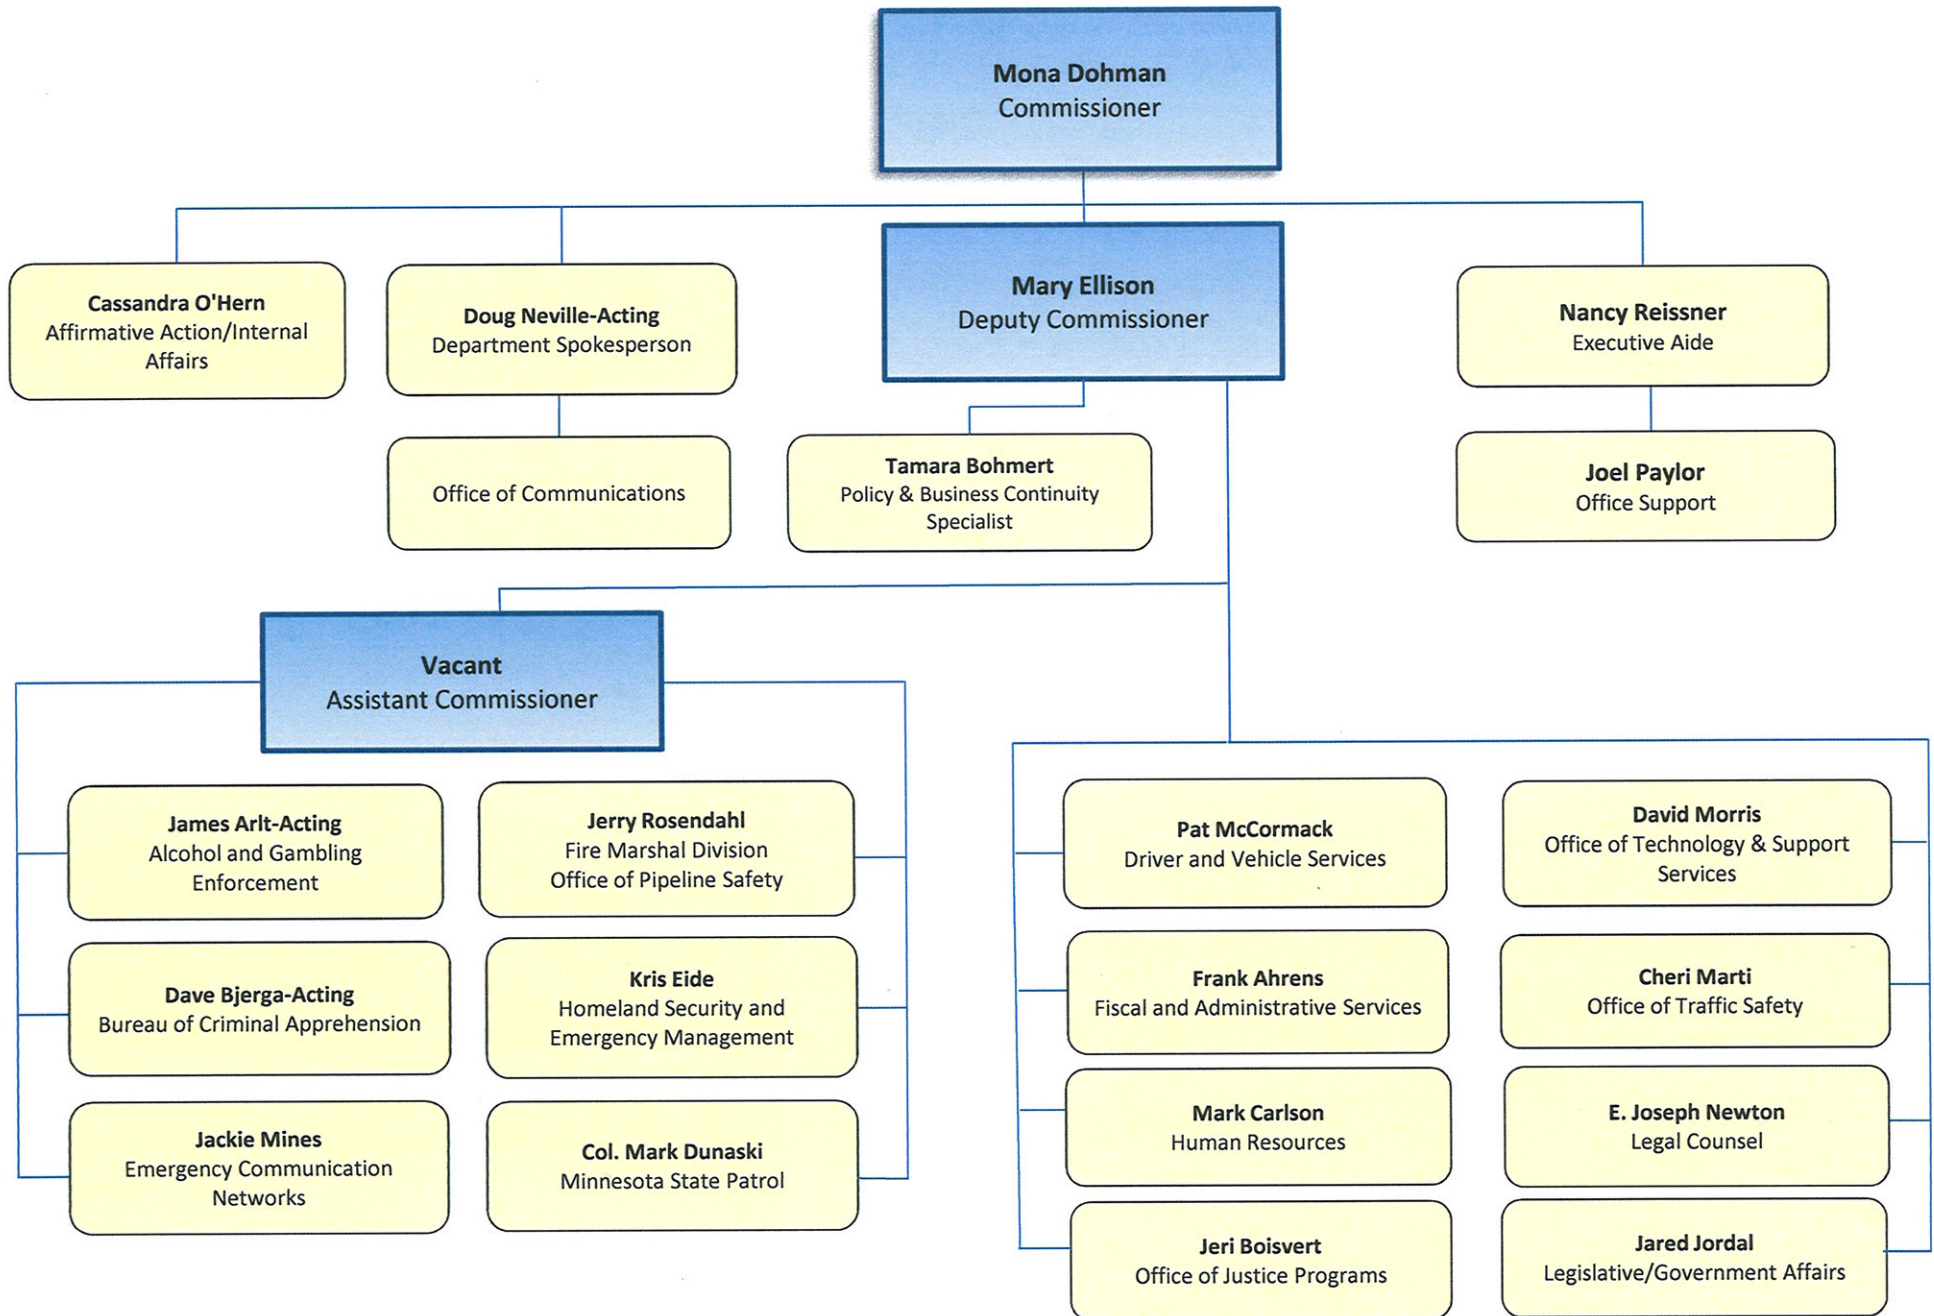 Mona Dohman
Commissioner
Cassandra O'Hern
Affirmative Action/Internal
Affairs
Doug Neville-Acting
Department Spokesperson
Mary Ellison
Deputy Commissioner
Nancy Reissner
Executive Aide
Office of Communications
Tamara Bohmert
Policy & Business Continuity
Specialist
Joel Paylor
Office Support
Vacant
Assistant Commissioner
James Arlt-Acting
Alcohol and Gambling
Enforcement
Jerry Rosendahl
Fire Marshal Division
Office of Pipeline Safety
Dave Bjerga-Acting
Bureau of Criminal Apprehension
Kris Eide
Homeland Security and
Emergency Management
Jackie Mines
Emergency Communication
Networks
Col. Mark Dunaski
Minnesota State Patrol
Pat McCormack
Driver and Vehicle Services
David Morris
Office of Technology & Support
Services
Frank Ahrens
Fiscal and Administrative Services
Cheri Marti
Office of Traffic Safety
Mark Carlson
Human Resources
E. Joseph Newton
Legal Counsel
Jeri Boisvert
Office of Justice Programs
Jared Jordal
Legislative/Government Affairs